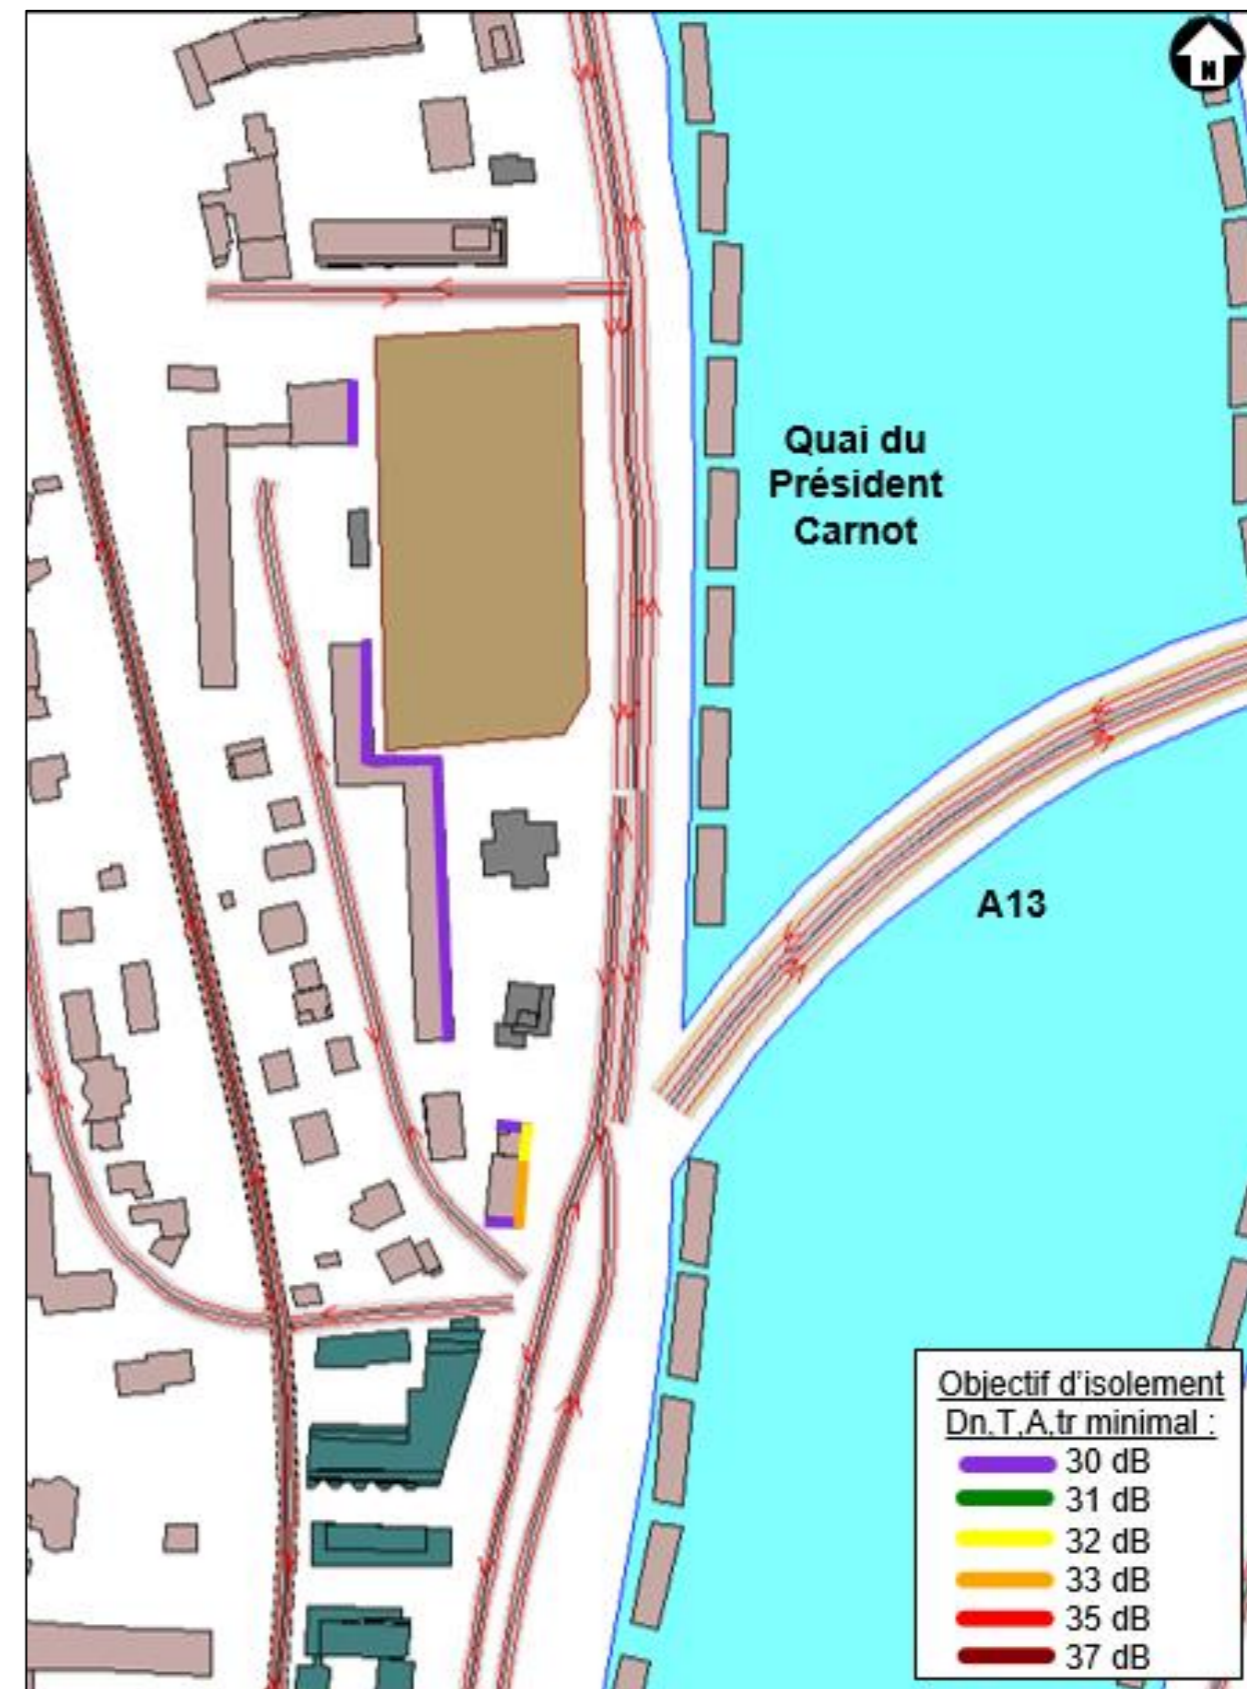 N
Quai du
Président
Carnot
A13
Objectif d'isolement
Dn,T,A,tr minimal :
30 dB
31 dB
32 dB
33 dB
35 dB
37 dB